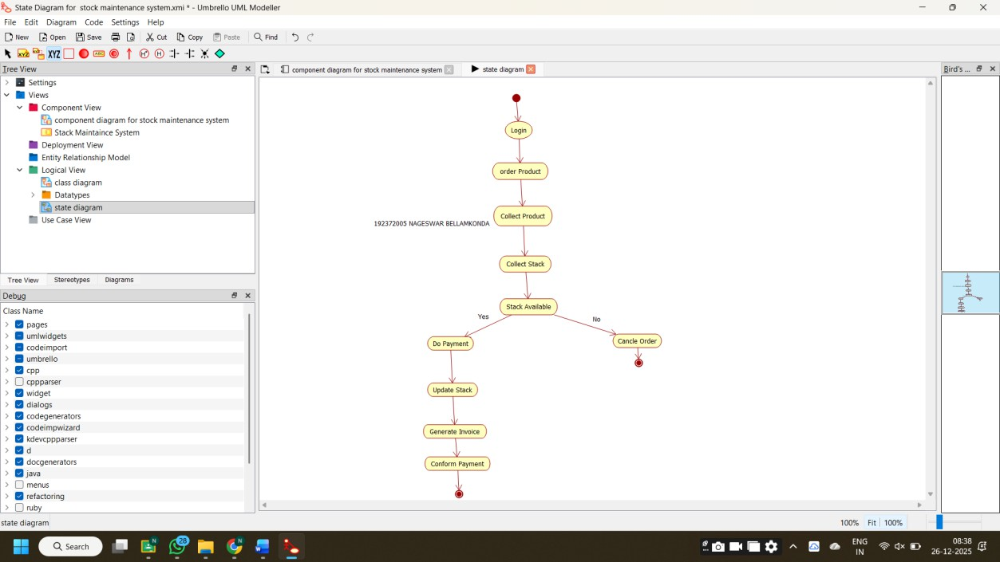 State Diagram for  stock maintenance system.xmi * - Umbrello UML Modeller
File Edit Diagram Code Settings Help
New Open Save Cut Copy Paste Find
XYZ XYZ ABC H H
Tree View
Bird's ...
component diagram for stock maintenance system state diagram
Settings
Views
Component View
component diagram for stock maintenance system
Stack Maintaince System
Deployment View
Entity Relationship Model
Logical View
class diagram
Datatypes
state diagram
Use Case View
Tree View Stereotypes Diagrams
Debug
Class Name
pages
umlwidgets
codeimport
umbrello
cpp
cppparser
widget
dialogs
codegenerators
codeimpwizard
kdevcppparser
d
docgenerators
java
menus
refactoring
ruby
Login
order Product
Collect Product
192372005 NAGESWAR BELLAMKONDA
Collect Stack
Stack Available
Yes
No
Do Payment
Cancle Order
Update Stack
Generate Invoice
Conform Payment
state diagram
100% Fit 100%
Search
N
28
N
ENG
IN
08:38
26-12-2025